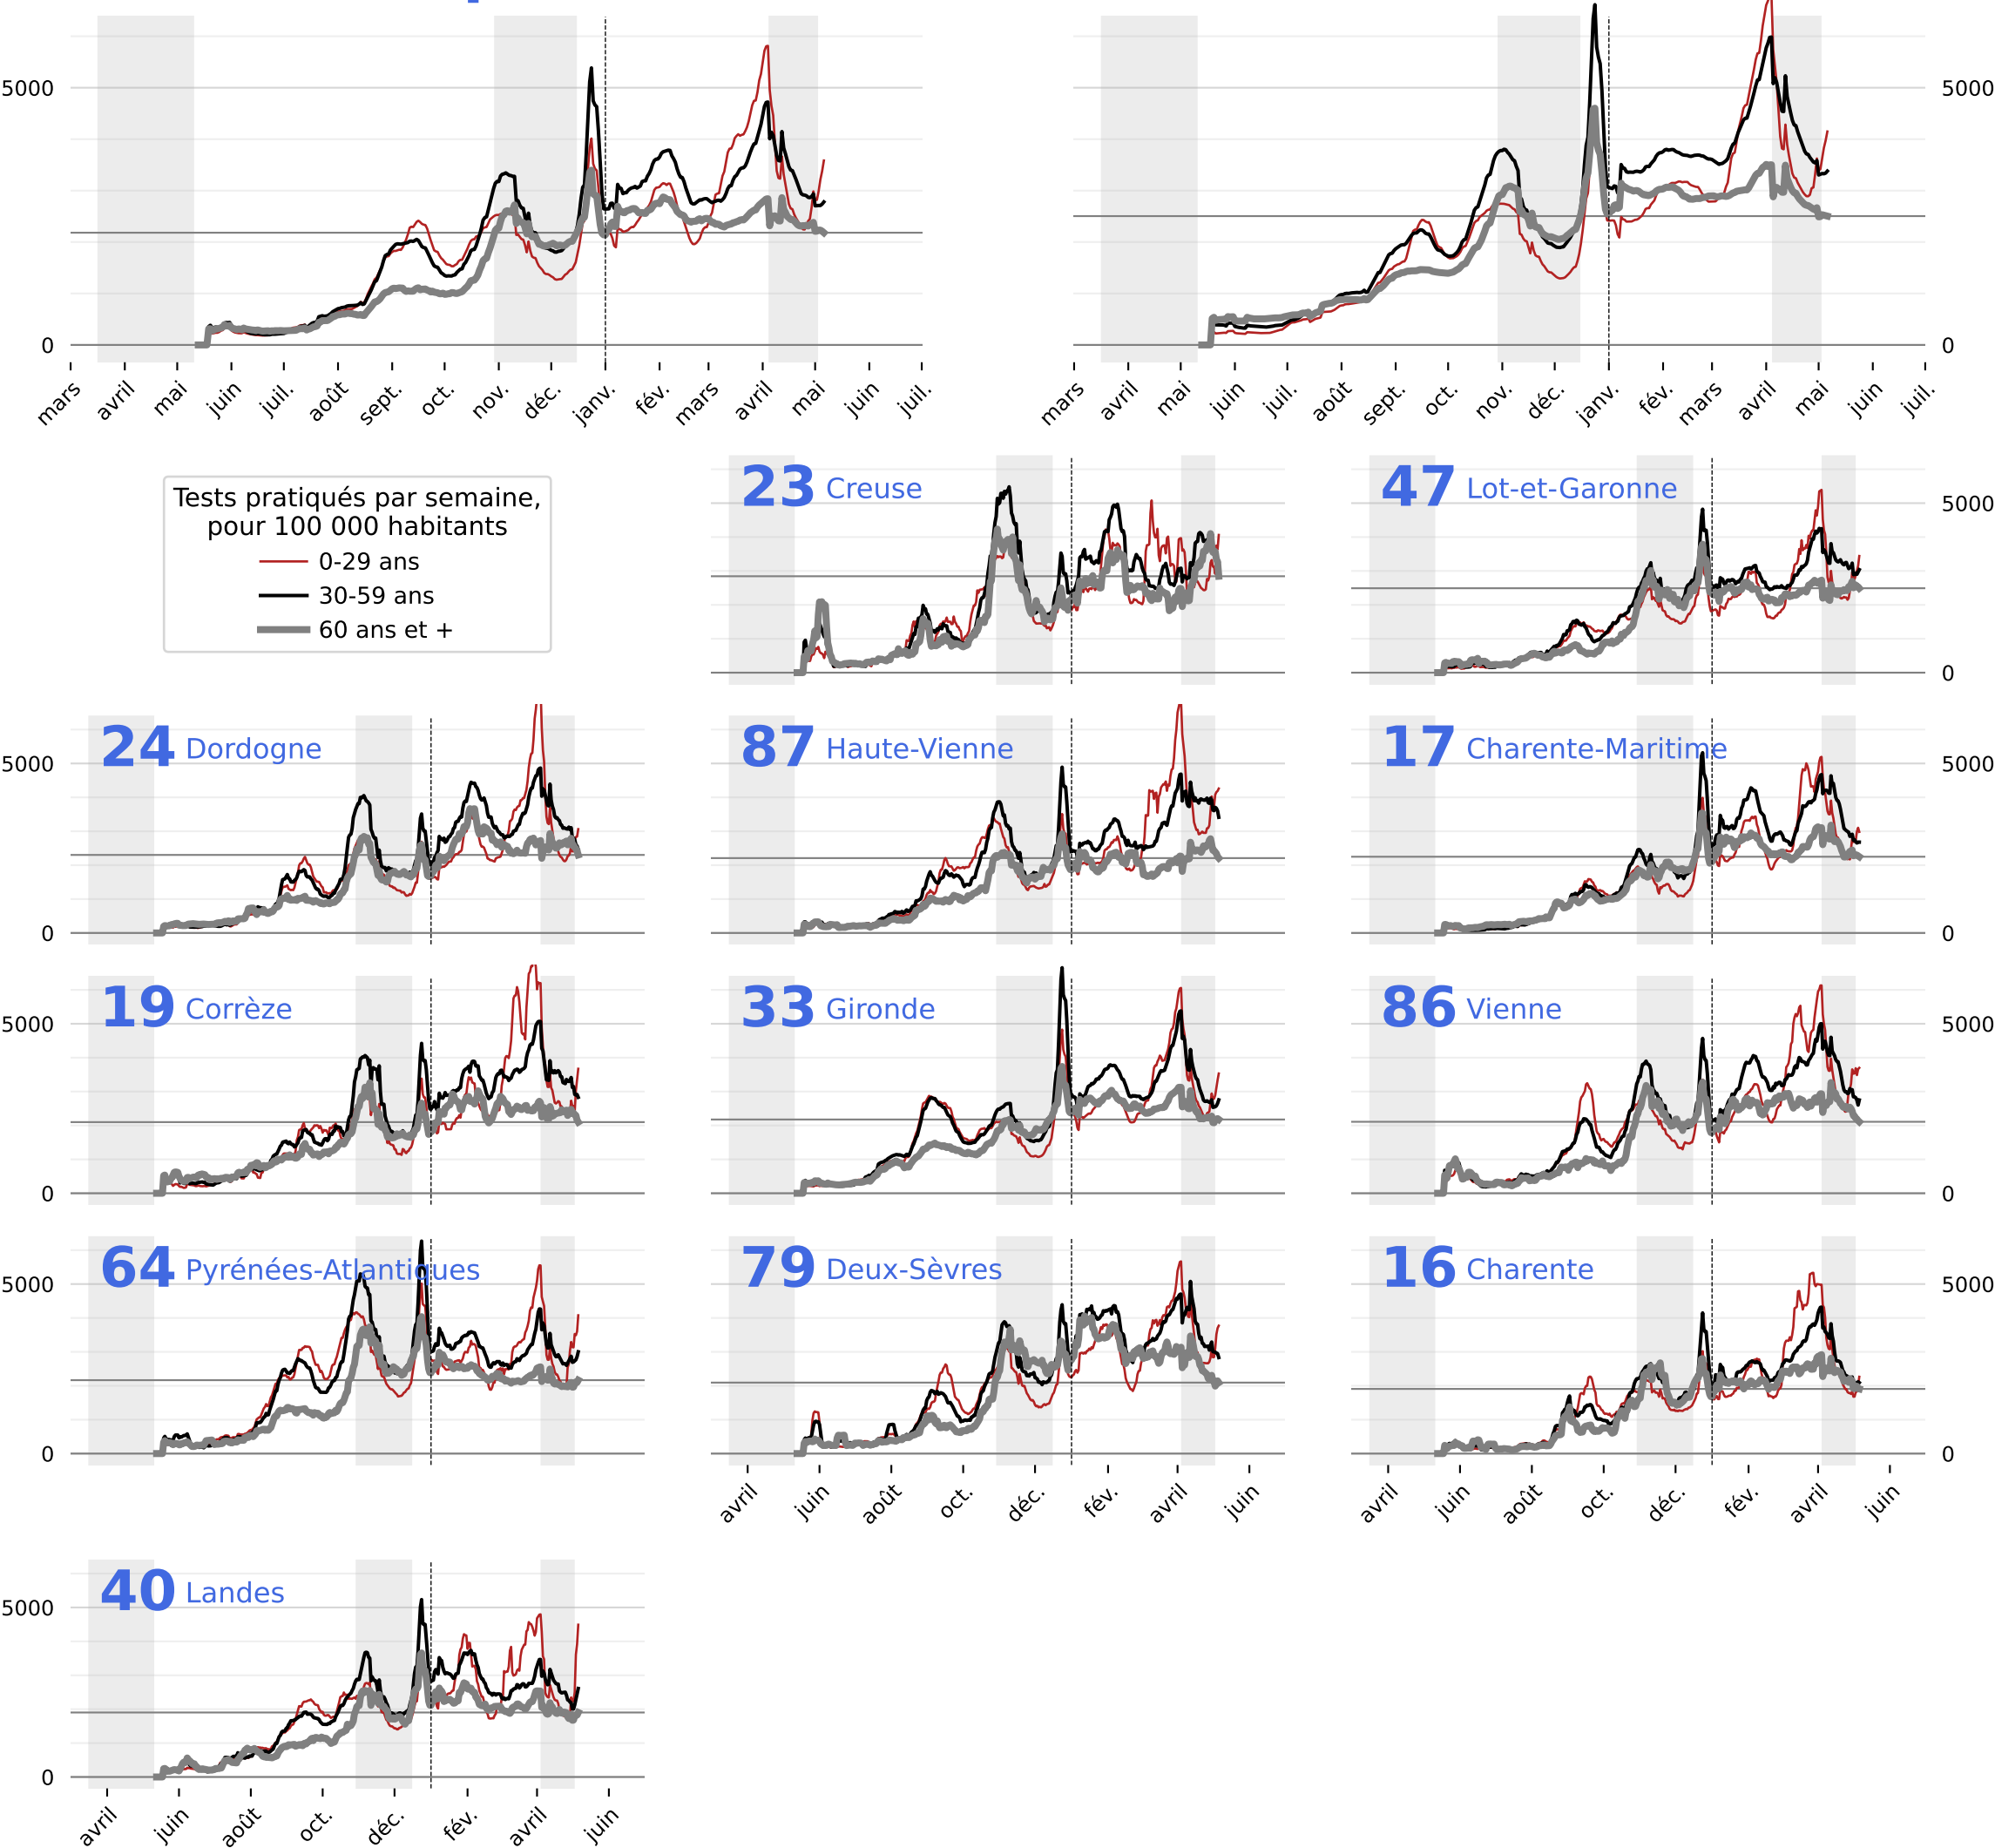 5000
5000
0
0
mars avril mai juin juil. août sept. oct. nov. déc. janv. fév. mars avril mai juin juil.
mars avril mai juin juil. août sept. oct. nov. déc. janv. fév. mars avril mai juin juil.
Tests pratiqués par semaine,
pour 100 000 habitants
0-29 ans
30-59 ans
60 ans et +
23 Creuse
47 Lot-et-Garonne
5000
0
24 Dordogne
87 Haute-Vienne
17 Charente-Maritime
5000
5000
0
0
19 Corrèze
33 Gironde
86 Vienne
5000
5000
0
0
64 Pyrénées-Atlantiques
79 Deux-Sèvres
16 Charente
5000
5000
0
0
avril juin août oct. déc. fév. avril juin
avril juin août oct. déc. fév. avril juin
40 Landes
5000
0
avril juin août oct. déc. fév. avril juin